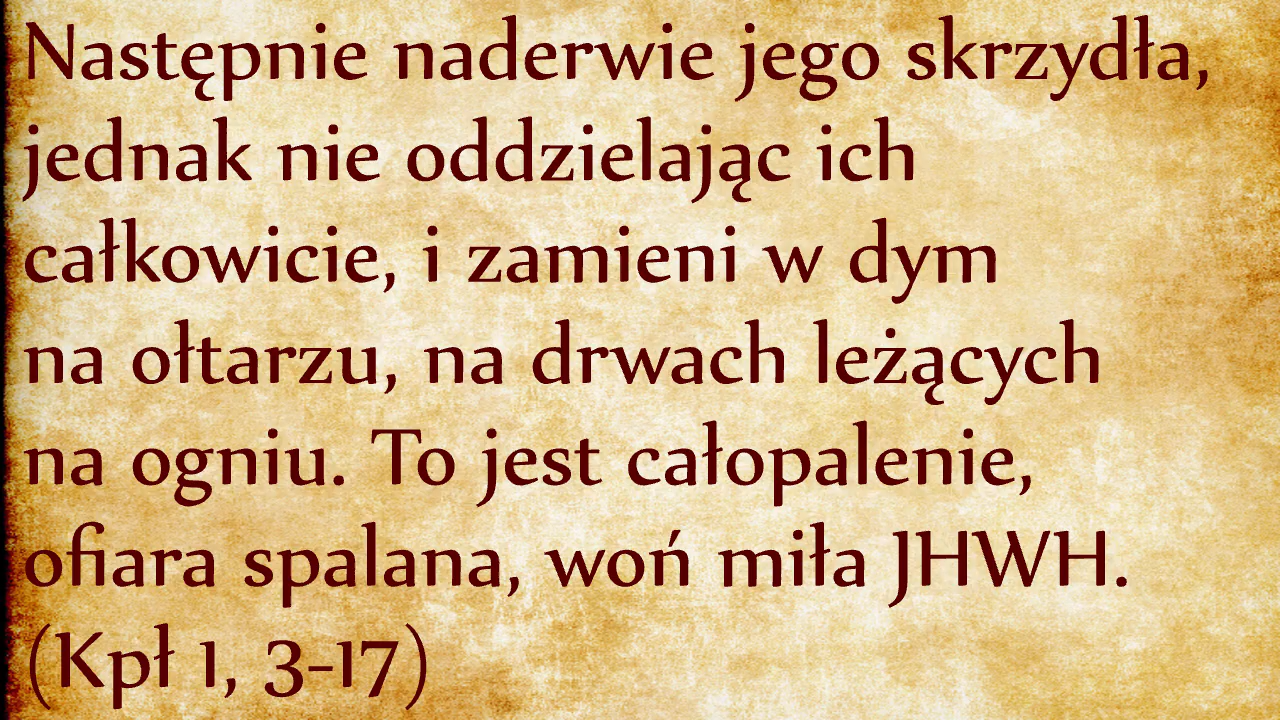 Następnie naderwie jego skrzydła,
jednak nie oddzielając ich
całkowicie, i zamieni w dym
na ołtarzu, na drwach leżących
na ogniu. To jest całopalenie,
ofiara spalana, woń miła JHWH.
(Kpł 1, 3-17)